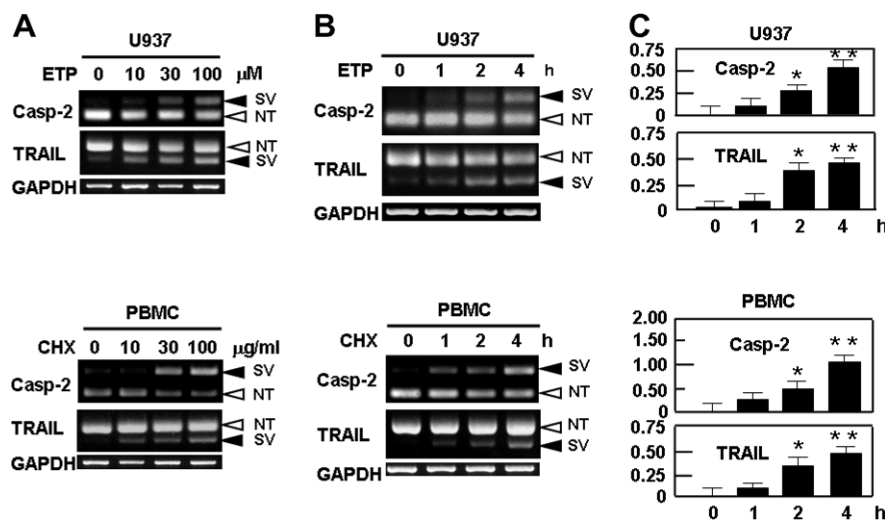 A
U937
ETP 0 10 30 100 μM
Casp-2
SV
NT
TRAIL
NT
SV
GAPDH
PBMC
CHX 0 10 30 100 μg/ml
Casp-2
SV
NT
TRAIL
NT
SV
GAPDH
B
U937
ETP 0 1 2 4 h
Casp-2
SV
NT
TRAIL
NT
SV
GAPDH
PBMC
CHX 0 1 2 4 h
Casp-2
SV
NT
TRAIL
NT
SV
GAPDH
C
U937
0.75
0.50
0.25
0
Casp-2
*
**
0.75
0.50
0.25
0
TRAIL
*
**
0 1 2 4 h
PBMC
2.00
1.50
1.00
0.50
0
Casp-2
*
**
0.75
0.50
0.25
0
TRAIL
*
**
0 1 2 4 h